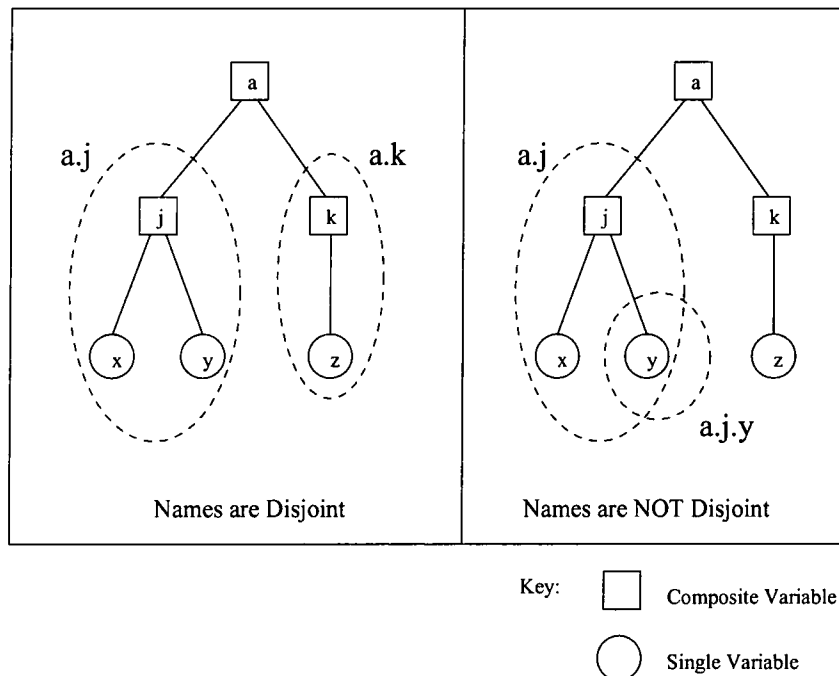 a
a.j
a.k
j
k
x
y
z
Names are Disjoint
a
a.j
j
k
x
y
z
a.j.y
Names are NOT Disjoint
Key:
Composite Variable
Single Variable